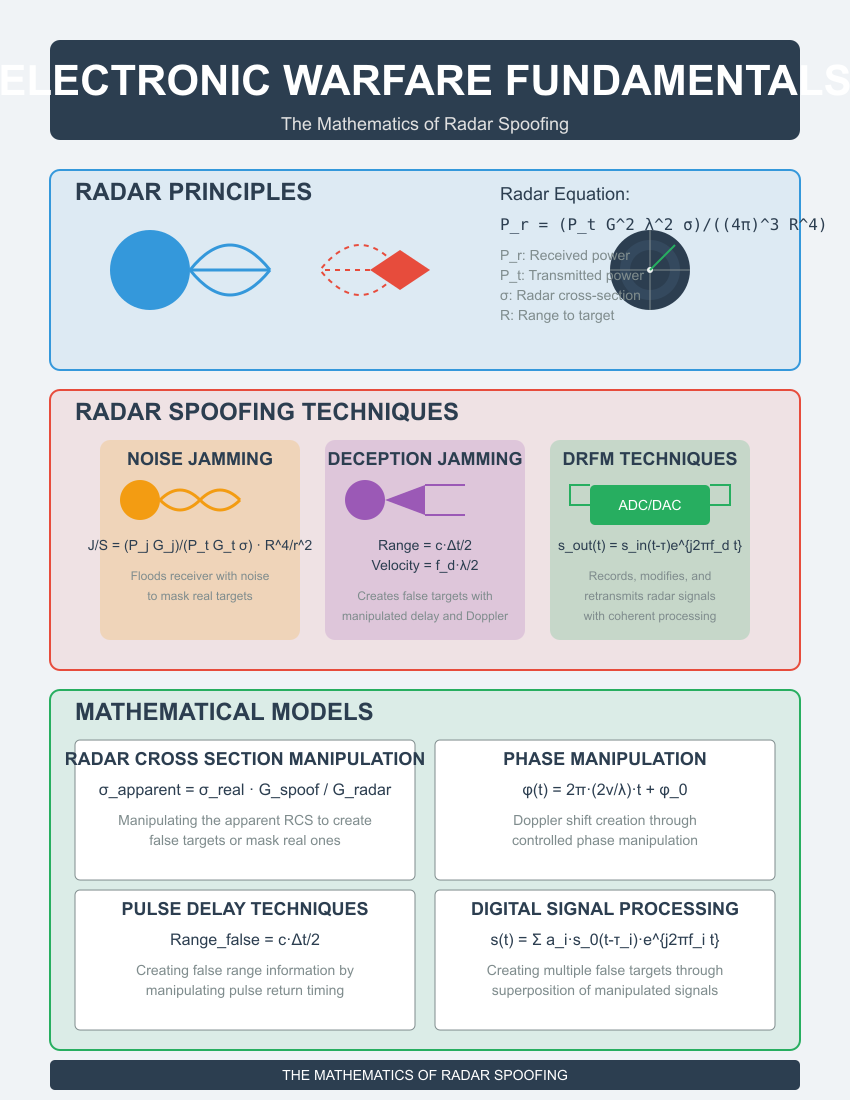 ELECTRONIC WARFARE FUNDAMENTALS
The Mathematics of Radar Spoofing
RADAR PRINCIPLES
Radar Equation:
P_r = (P_t G^2 λ^2 σ)/((4π)^3 R^4)
P_r: Received power
P_t: Transmitted power
σ: Radar cross-section
R: Range to target
RADAR SPOOFING TECHNIQUES
NOISE JAMMING
J/S = (P_j G_j)/(P_t G_t σ) · R^4/r^2
Floods receiver with noise
to mask real targets
DECEPTION JAMMING
Range = c·Δt/2
Velocity = f_d·λ/2
Creates false targets with
manipulated delay and Doppler
DRFM TECHNIQUES
ADC/DAC
s_out(t) = s_in(t-τ)e^{j2πf_d t}
Records, modifies, and
retransmits radar signals
with coherent processing
MATHEMATICAL MODELS
RADAR CROSS SECTION MANIPULATION
σ_apparent = σ_real · G_spoof / G_radar
Manipulating the apparent RCS to create
false targets or mask real ones
PHASE MANIPULATION
φ(t) = 2π·(2v/λ)·t + φ_0
Doppler shift creation through
controlled phase manipulation
PULSE DELAY TECHNIQUES
Range_false = c·Δt/2
Creating false range information by
manipulating pulse return timing
DIGITAL SIGNAL PROCESSING
s(t) = Σ a_i·s_0(t-τ_i)·e^{j2πf_i t}
Creating multiple false targets through
superposition of manipulated signals
THE MATHEMATICS OF RADAR SPOOFING